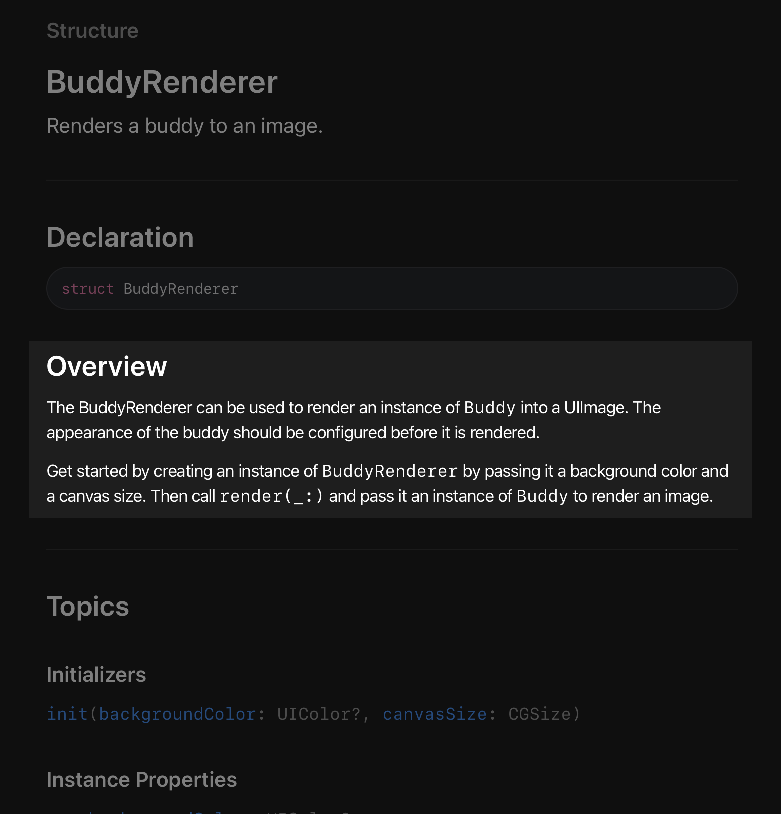 Structure
BuddyRenderer
Renders a buddy to an image.
Declaration
struct BuddyRenderer
Overview
The BuddyRenderer can be used to render an instance of Buddy into a UIImage. The
appearance of the buddy should be configured before it is rendered.
Get started by creating an instance of BuddyRenderer by passing it a background color and
a canvas size. Then call render(_:) and pass it an instance of Buddy to render an image.
Topics
Initializers
init(backgroundColor: UIColor?, canvasSize: CGSize)
Instance Properties